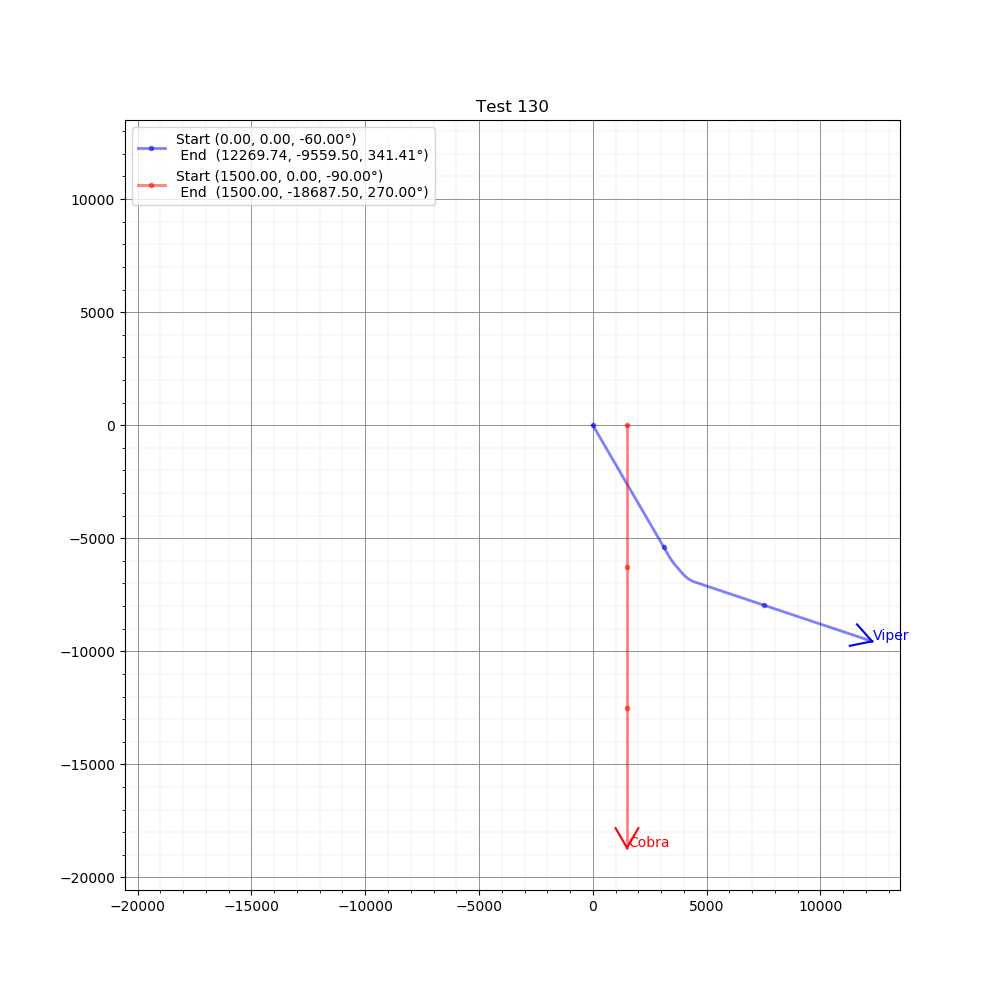 Test 130
Start (0.00, 0.00, -60.00°)
End  (12269.74, -9559.50, 341.41°)
Start (1500.00, 0.00, -90.00°)
End  (1500.00, -18687.50, 270.00°)
10000
5000
0
−5000
−10000
−15000
−20000
Viper
Cobra
−20000 −15000 −10000 −5000 0 5000 10000